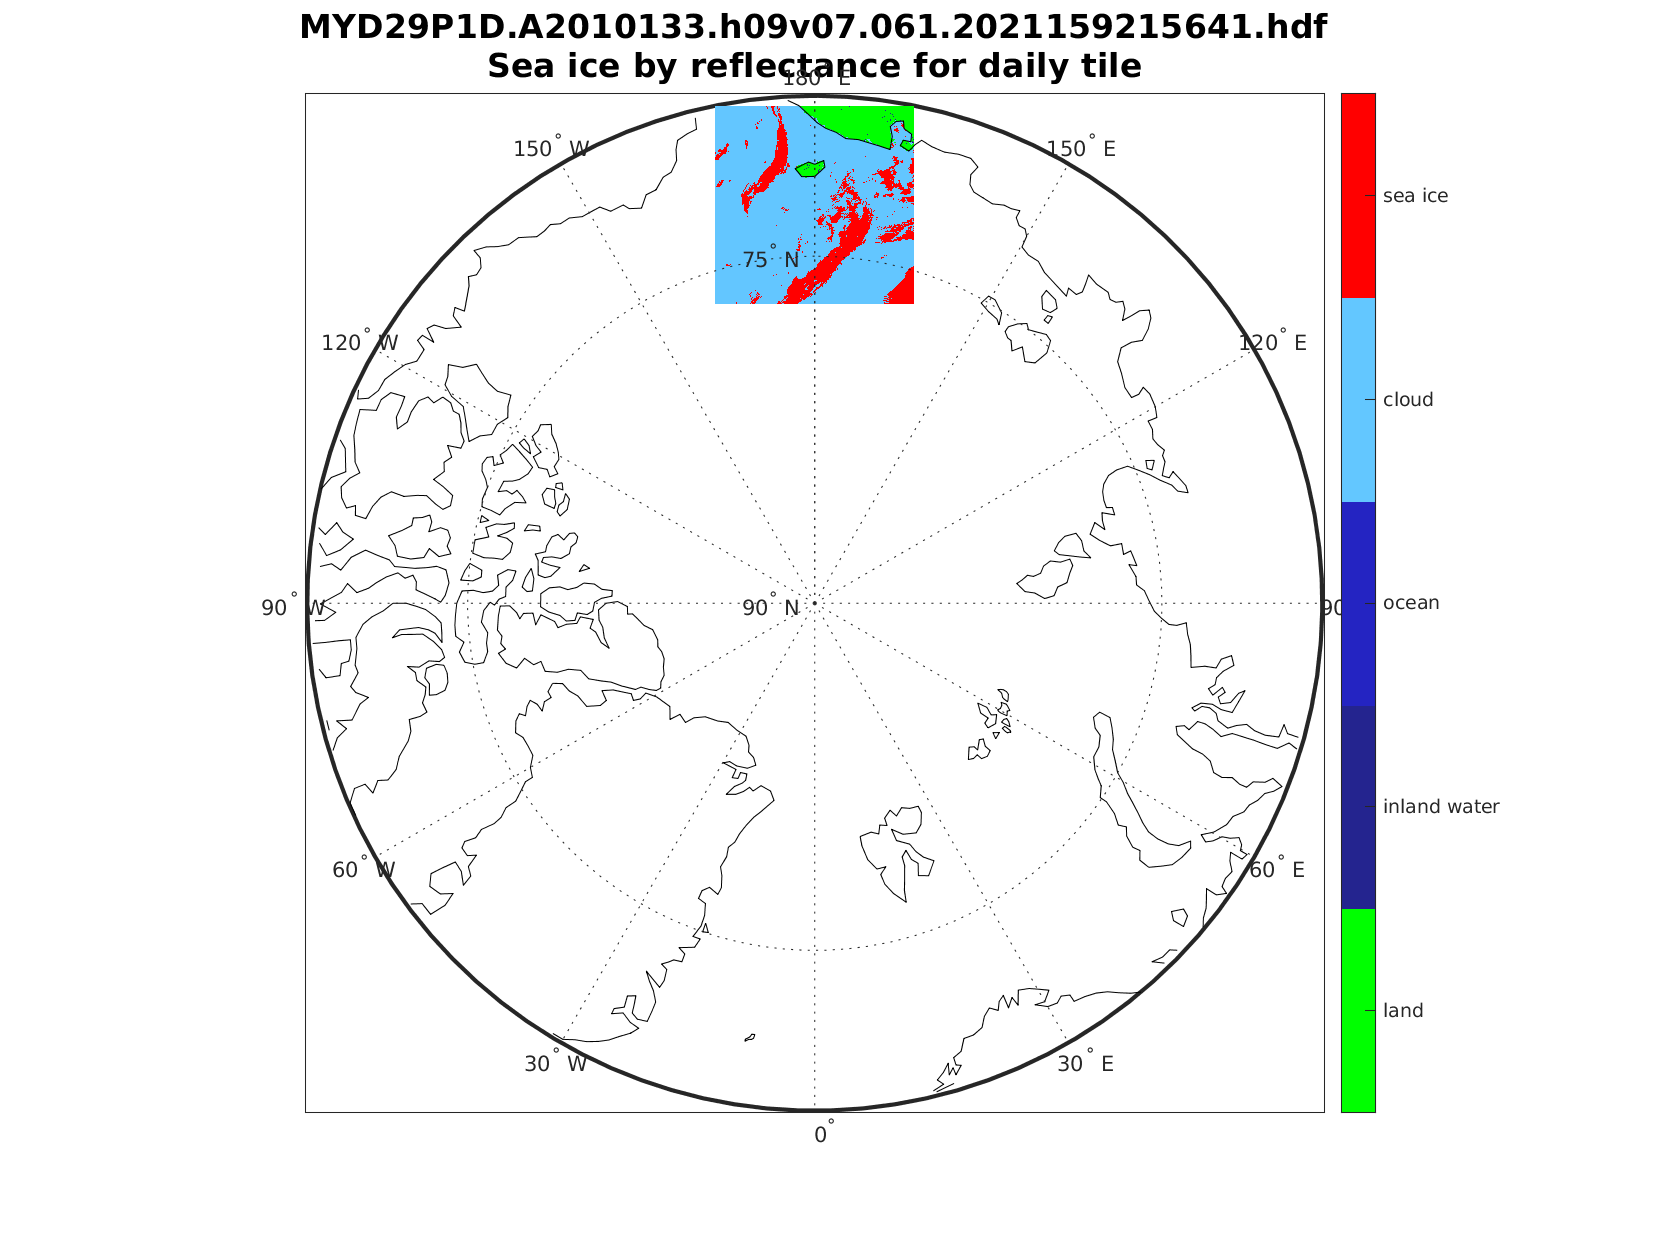 MYD29P1D.A2010133.h09v07.061.2021159215641.hdf
Sea ice by reflectance for daily tile
180° E
150° W
150° E
sea ice
75° N
120° W
120° E
cloud
90° W
90° N
90
ocean
inland water
60° W
60° E
land
30° W
30° E
0°